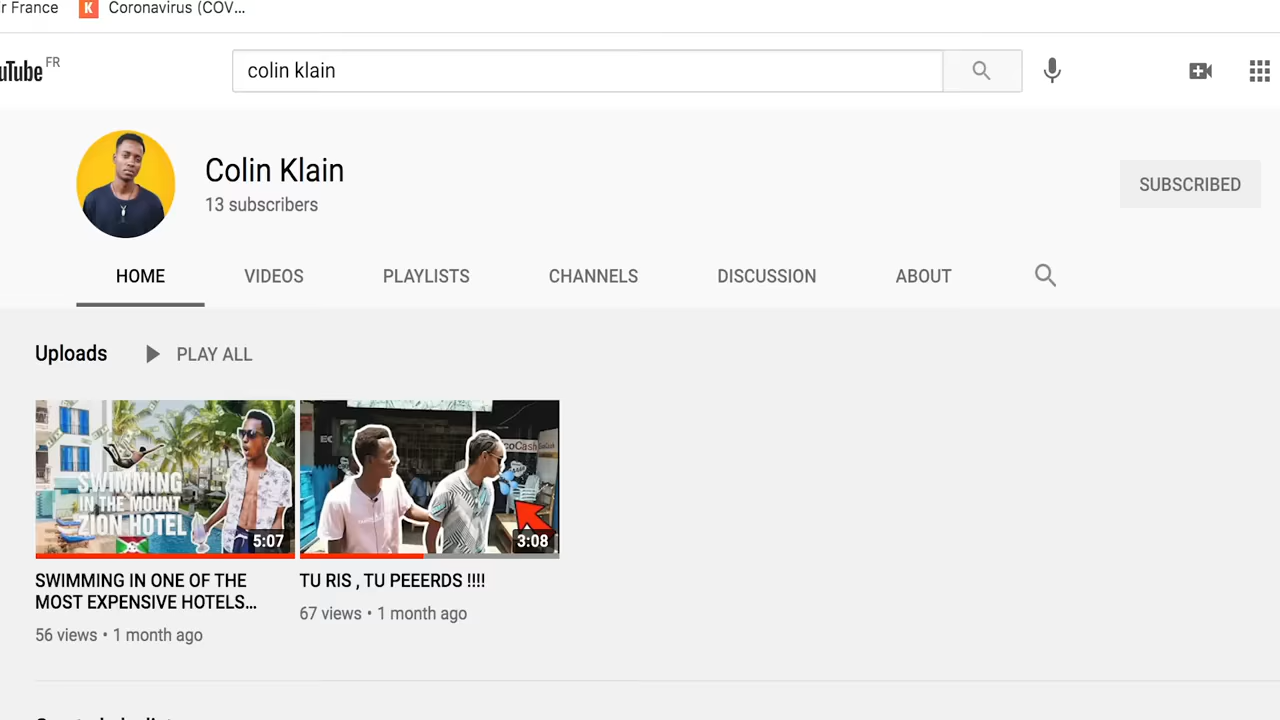 r France
K
Coronavirus (COV...
uTube FR
colin klain
Colin Klain
13 subscribers
SUBSCRIBED
HOME VIDEOS PLAYLISTS CHANNELS DISCUSSION ABOUT
Uploads PLAY ALL
SWIMMING
IN THE MOUNT
ZION HOTEL
5:07
coCash
3:08
SWIMMING IN ONE OF THE
MOST EXPENSIVE HOTELS...
56 views • 1 month ago
TU RIS , TU PEEERDS !!!!
67 views • 1 month ago